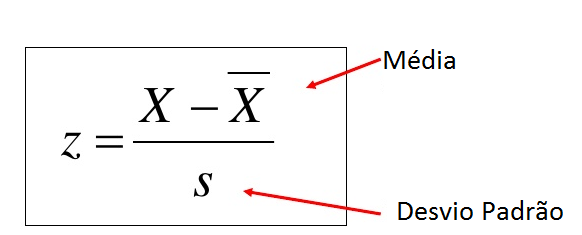 Média
z = (X − X̅) / s
Desvio Padrão